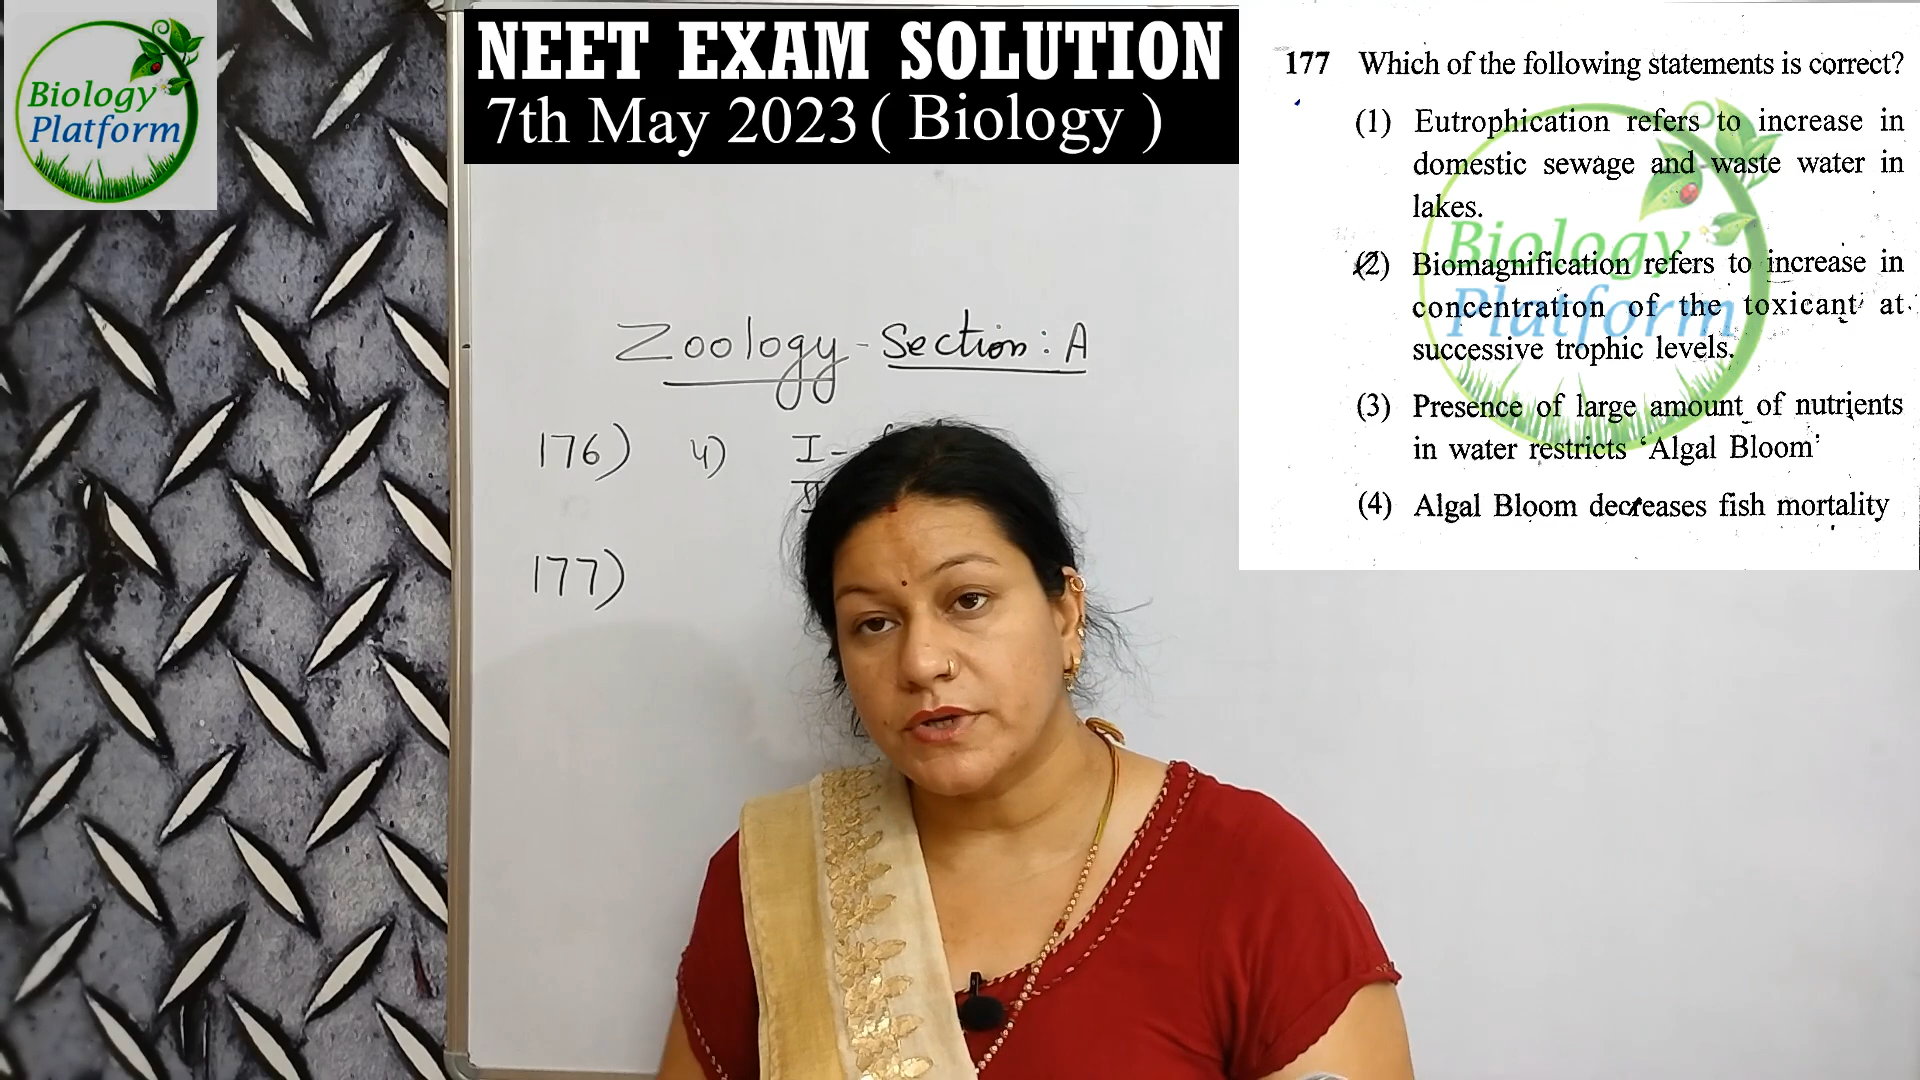 Biology
Platform
NEET EXAM SOLUTION
7th May 2023 ( Biology )
Zoology - Section : A
176) 4) I -
II
177)
177 Which of the following statements is correct?
(1) Eutrophication refers to increase in
domestic sewage and waste water in
lakes.
(2) Biomagnification refers to increase in
concentration of the toxicant at
successive trophic levels.
(3) Presence of large amount of nutrients
in water restricts 'Algal Bloom'
(4) Algal Bloom decreases fish mortality
Biology
Platform